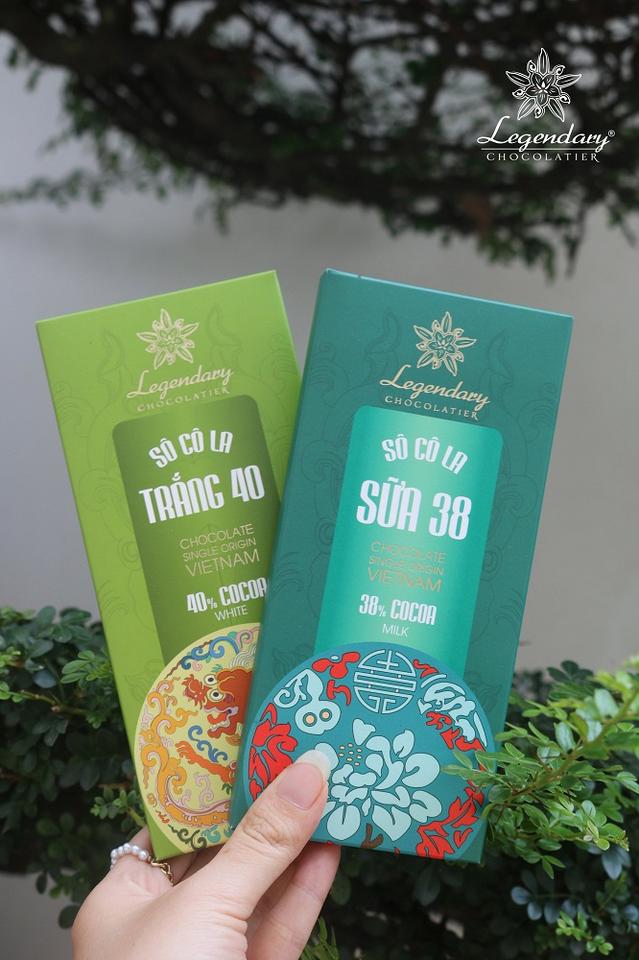 Legendary®
CHOCOLATIER
Legendary
CHOCOLATIER
SÔ CÔ LA
TRẮNG 40
CHOCOLATE
SINGLE ORIGIN
VIETNAM
40% COCOA
WHITE
Legendary
CHOCOLATIER
SÔ CÔ LA
SỮA 38
CHOCOLATE
SINGLE ORIGIN
VIETNAM
38% COCOA
MILK